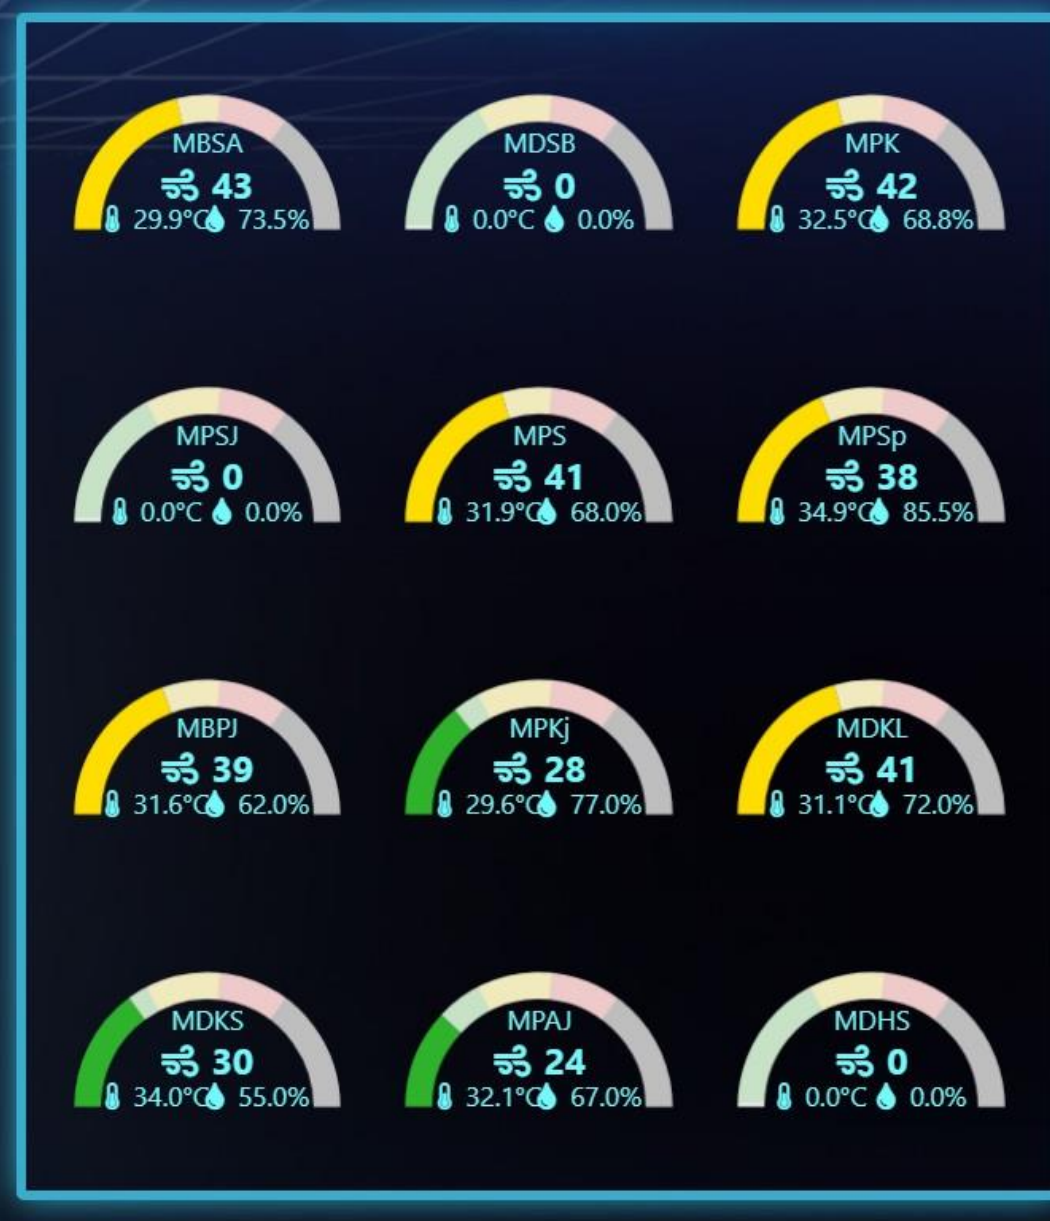 MBSA
43
29.9°C 73.5%
MDSB
0
0.0°C 0.0%
MPK
42
32.5°C 68.8%
MPSJ
0
0.0°C 0.0%
MPS
41
31.9°C 68.0%
MPSp
38
34.9°C 85.5%
MBPJ
39
31.6°C 62.0%
MPKj
28
29.6°C 77.0%
MDKL
41
31.1°C 72.0%
MDKS
30
34.0°C 55.0%
MPAJ
24
32.1°C 67.0%
MDHS
0
0.0°C 0.0%